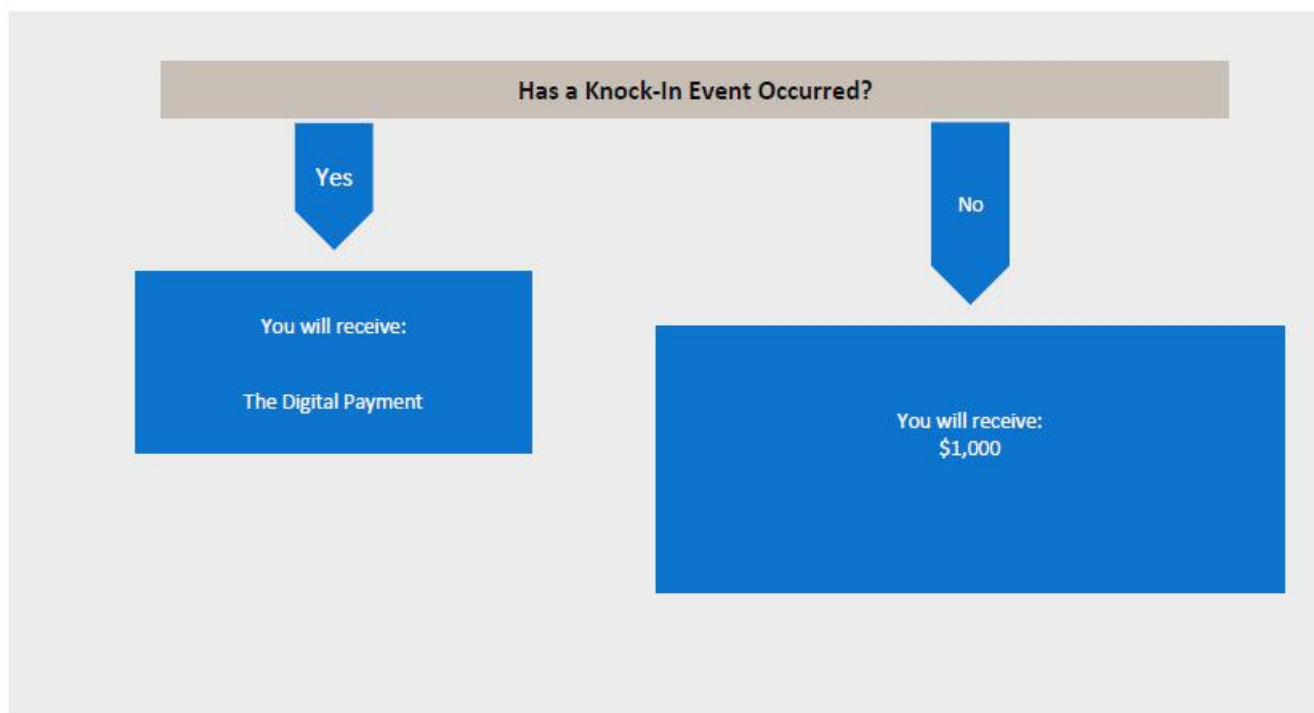 Has a Knock-In Event Occurred?
Yes
No
You will receive:
The Digital Payment
You will receive:
$1,000